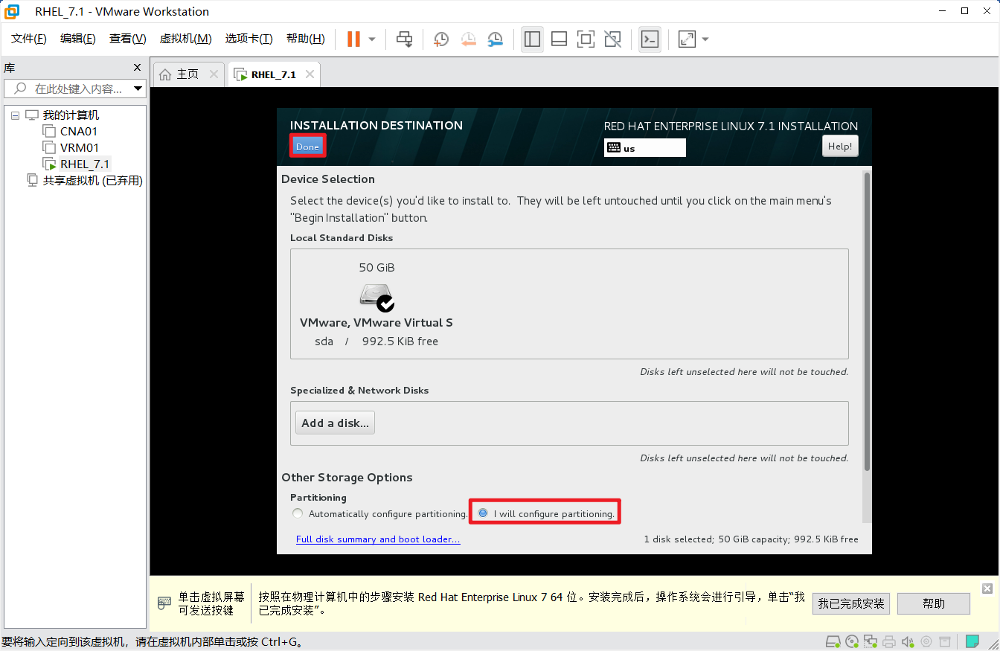 RHEL_7.1 - VMware Workstation
文件(F) 编辑(E) 查看(V) 虚拟机(M) 选项卡(T) 帮助(H)
库
在此处键入内容...
我的计算机
CNA01
VRM01
RHEL_7.1
共享虚拟机 (已弃用)
主页 RHEL_7.1
INSTALLATION DESTINATION
Done
RED HAT ENTERPRISE LINUX 7.1 INSTALLATION
us
Help!
Device Selection
Select the device(s) you'd like to install to. They will be left untouched until you click on the main menu's
"Begin Installation" button.
Local Standard Disks
50 GiB
VMware, VMware Virtual S
sda / 992.5 KiB free
Disks left unselected here will not be touched.
Specialized & Network Disks
Add a disk...
Disks left unselected here will not be touched.
Other Storage Options
Partitioning
Automatically configure partitioning. I will configure partitioning.
Full disk summary and boot loader...
1 disk selected; 50 GiB capacity; 992.5 KiB free
单击虚拟屏幕
可发送按键
按照在物理计算机中的步骤安装 Red Hat Enterprise Linux 7 64 位。安装完成后，操作系统会进行引导，单击“我
已完成安装”。
我已完成安装
帮助
要将输入定向到该虚拟机，请在虚拟机内部单击或按 Ctrl+G。